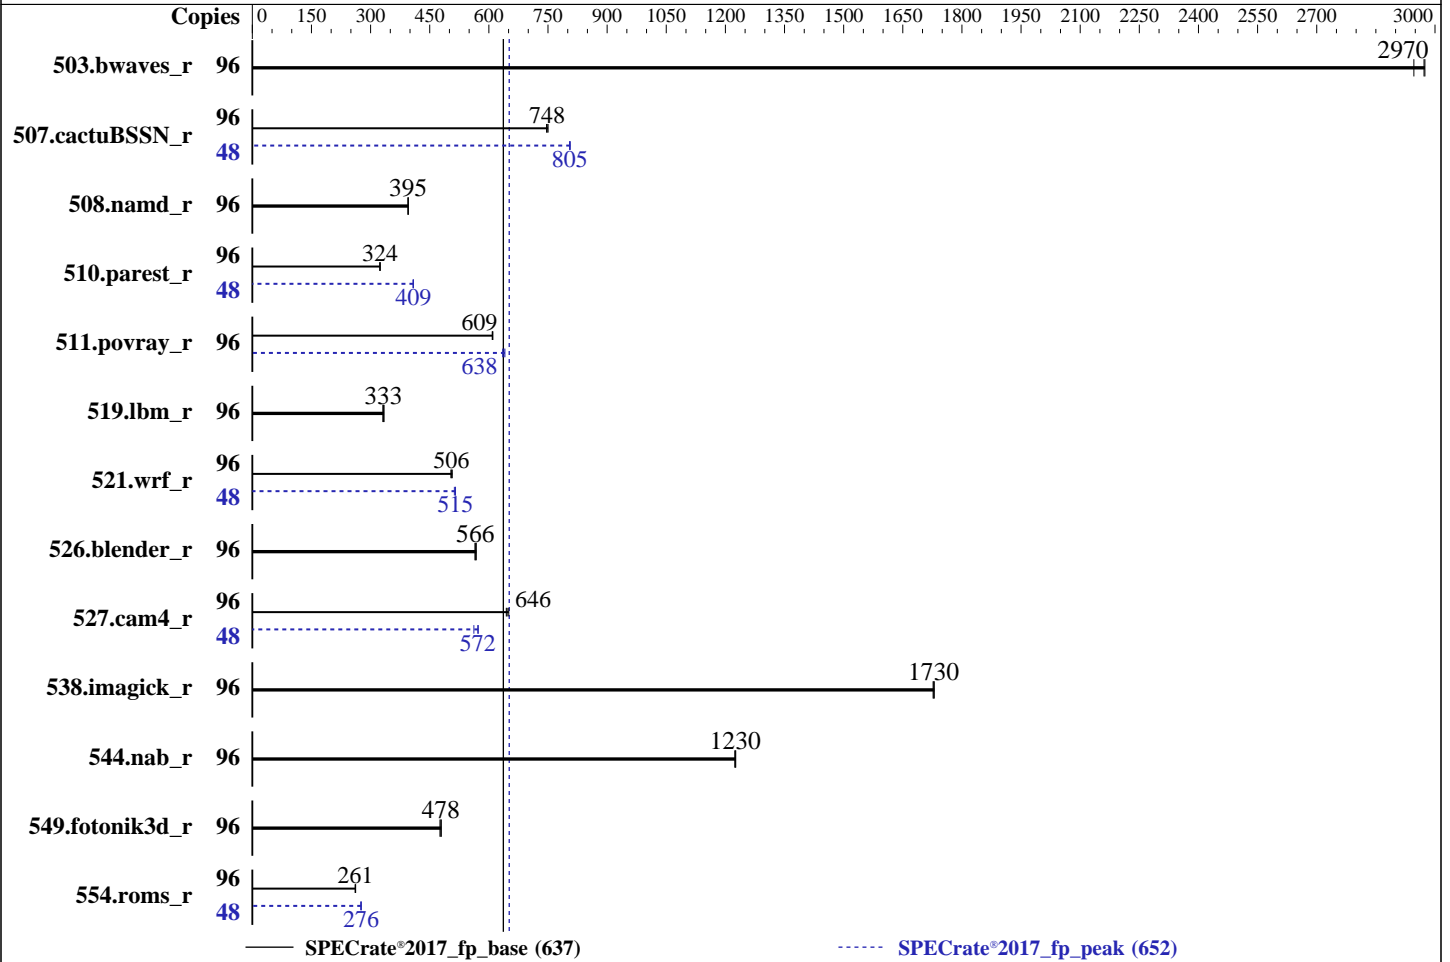 Copies 0 150 300 450 600 750 900 1050 1200 1350 1500 1650 1800 1950 2100 2250 2400 2550 2700 3000
503.bwaves_r 96 2970
507.cactuBSSN_r 96 748
48 805
508.namd_r 96 395
510.parest_r 96 324
48 409
511.povray_r 96 609
638
519.lbm_r 96 333
521.wrf_r 96 506
48 515
526.blender_r 96 566
527.cam4_r 96 646
48 572
538.imagick_r 96 1730
544.nab_r 96 1230
549.fotonik3d_r 96 478
554.roms_r 96 261
48 276
SPECrate®2017_fp_base (637) SPECrate®2017_fp_peak (652)